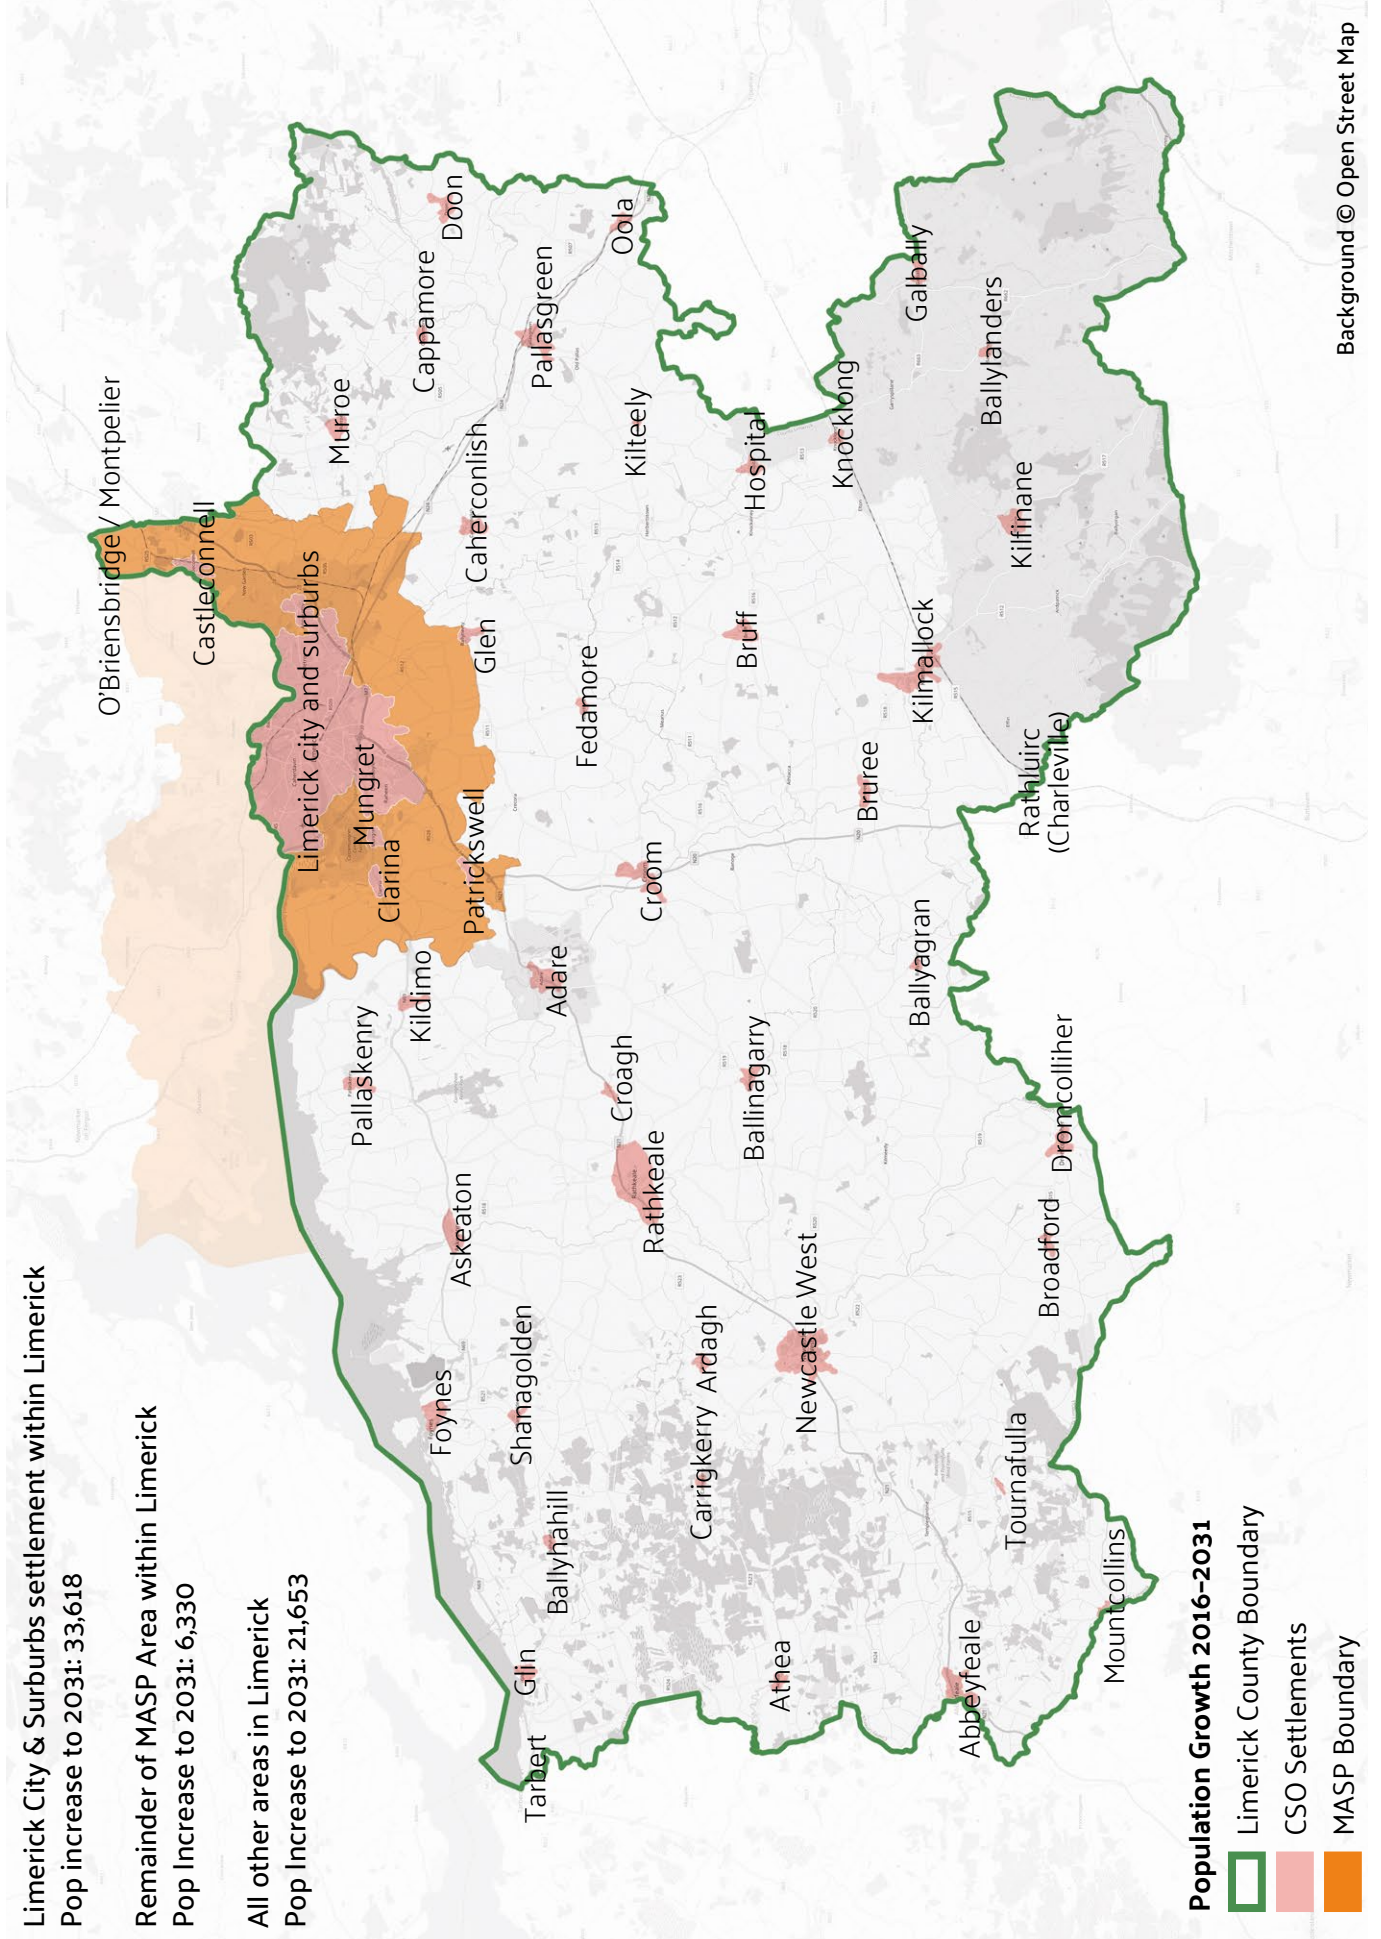 Limerick City & Surburbs settlement within Limerick
Pop increase to 2031: 33,618
Remainder of MASP Area within Limerick
Pop Increase to 2031: 6,330
All other areas in Limerick
Pop Increase to 2031: 21,653
O'Briensbridge / Montpelier
Castleconnell
Limerick city and surburbs
Mungret
Clarina
Patrickswell
Murroe
Cappamore
Doon
Pallasgreen
Oola
Caherconlish
Glen
Kilteely
Fedamore
Kildimo
Pallaskenry
Adare
Croagh
Croom
Askeaton
Rathkeale
Foynes
Shanagolden
Ballyhahill
Glin
Tarbert
Hospital
Knocklong
Galbally
Ballylanders
Kilfinane
Bruff
Kilmallock
Bruree
Rathluirc
(Charleville)
Ballyagran
Ballinagarry
Dromcolliher
Broadford
Newcastle West
Ardagh
Carrigkerry
Athea
Abbeyfeale
Tournafulla
Mountcollins
Population Growth 2016-2031
Limerick County Boundary
CSO Settlements
MASP Boundary
Background © Open Street Map